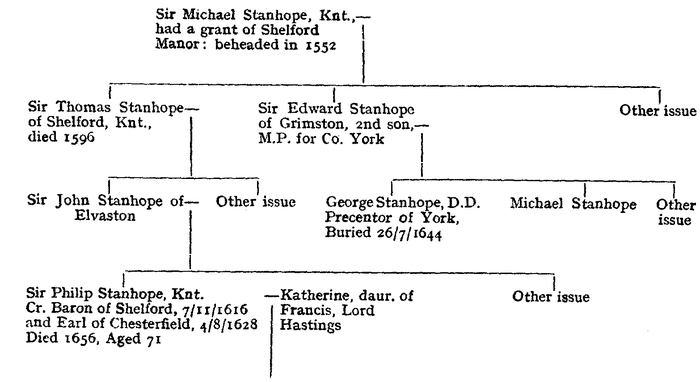 Sir Michael Stanhope, Knt.,
had a grant of Shelford
Manor: beheaded in 1552
Sir Thomas Stanhope
of Shelford, Knt.,
died 1596
Sir Edward Stanhope
of Grimston, 2nd son,
M.P. for Co. York
Other issue
Sir John Stanhope of
Elvaston
Other issue
George Stanhope, D.D.
Precentor of York,
Buried 26/7/1644
Michael Stanhope
Other
issue
Sir Philip Stanhope, Knt.
Cr. Baron of Shelford, 7/11/1616
and Earl of Chesterfield, 4/8/1628
Died 1656, Aged 71
Katherine, daur. of
Francis, Lord
Hastings
Other issue